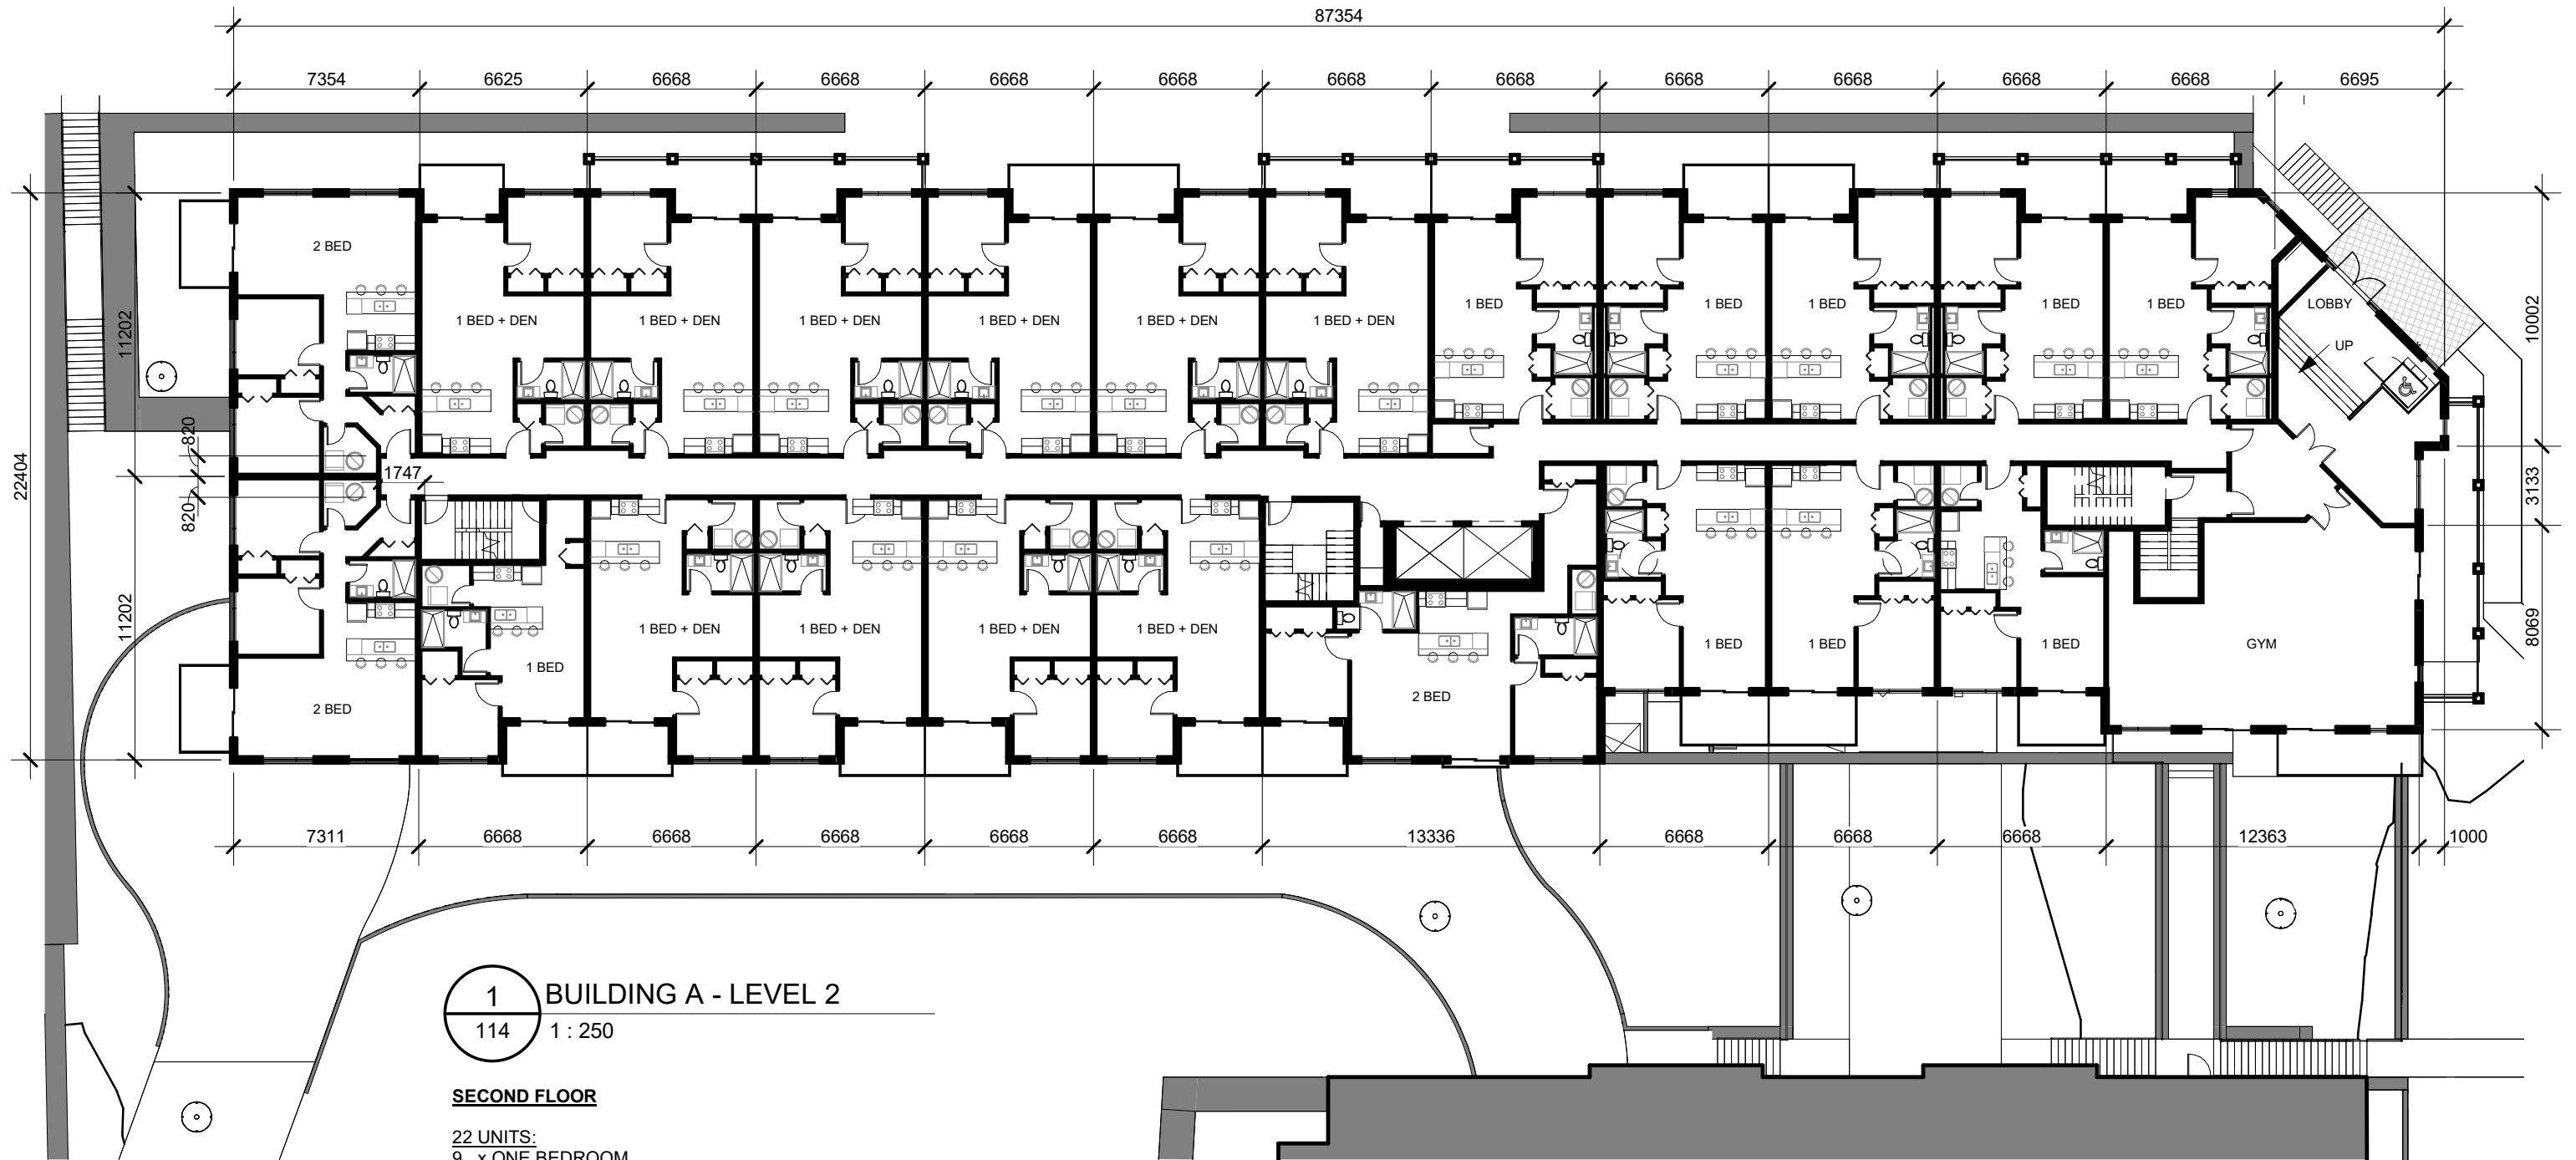 87354
7354 6625 6668 6668 6668 6668 6668 6668 6668 6668 6668 6668 6695
2 BED
1 BED + DEN 1 BED + DEN 1 BED + DEN 1 BED + DEN 1 BED + DEN 1 BED + DEN
1 BED 1 BED 1 BED 1 BED 1 BED
LOBBY
UP
22404
11202
11202
820
820
1747
10002
3133
8069
1 BED + DEN 1 BED + DEN 1 BED + DEN 1 BED + DEN
1 BED 1 BED 1 BED GYM
1 BED
2 BED
2 BED
7311 6668 6668 6668 6668 6668 13336 6668 6668 6668 12363 1000
1
114
BUILDING A - LEVEL 2
1 : 250
SECOND FLOOR
22 UNITS:
9 x ONE BEDROOM